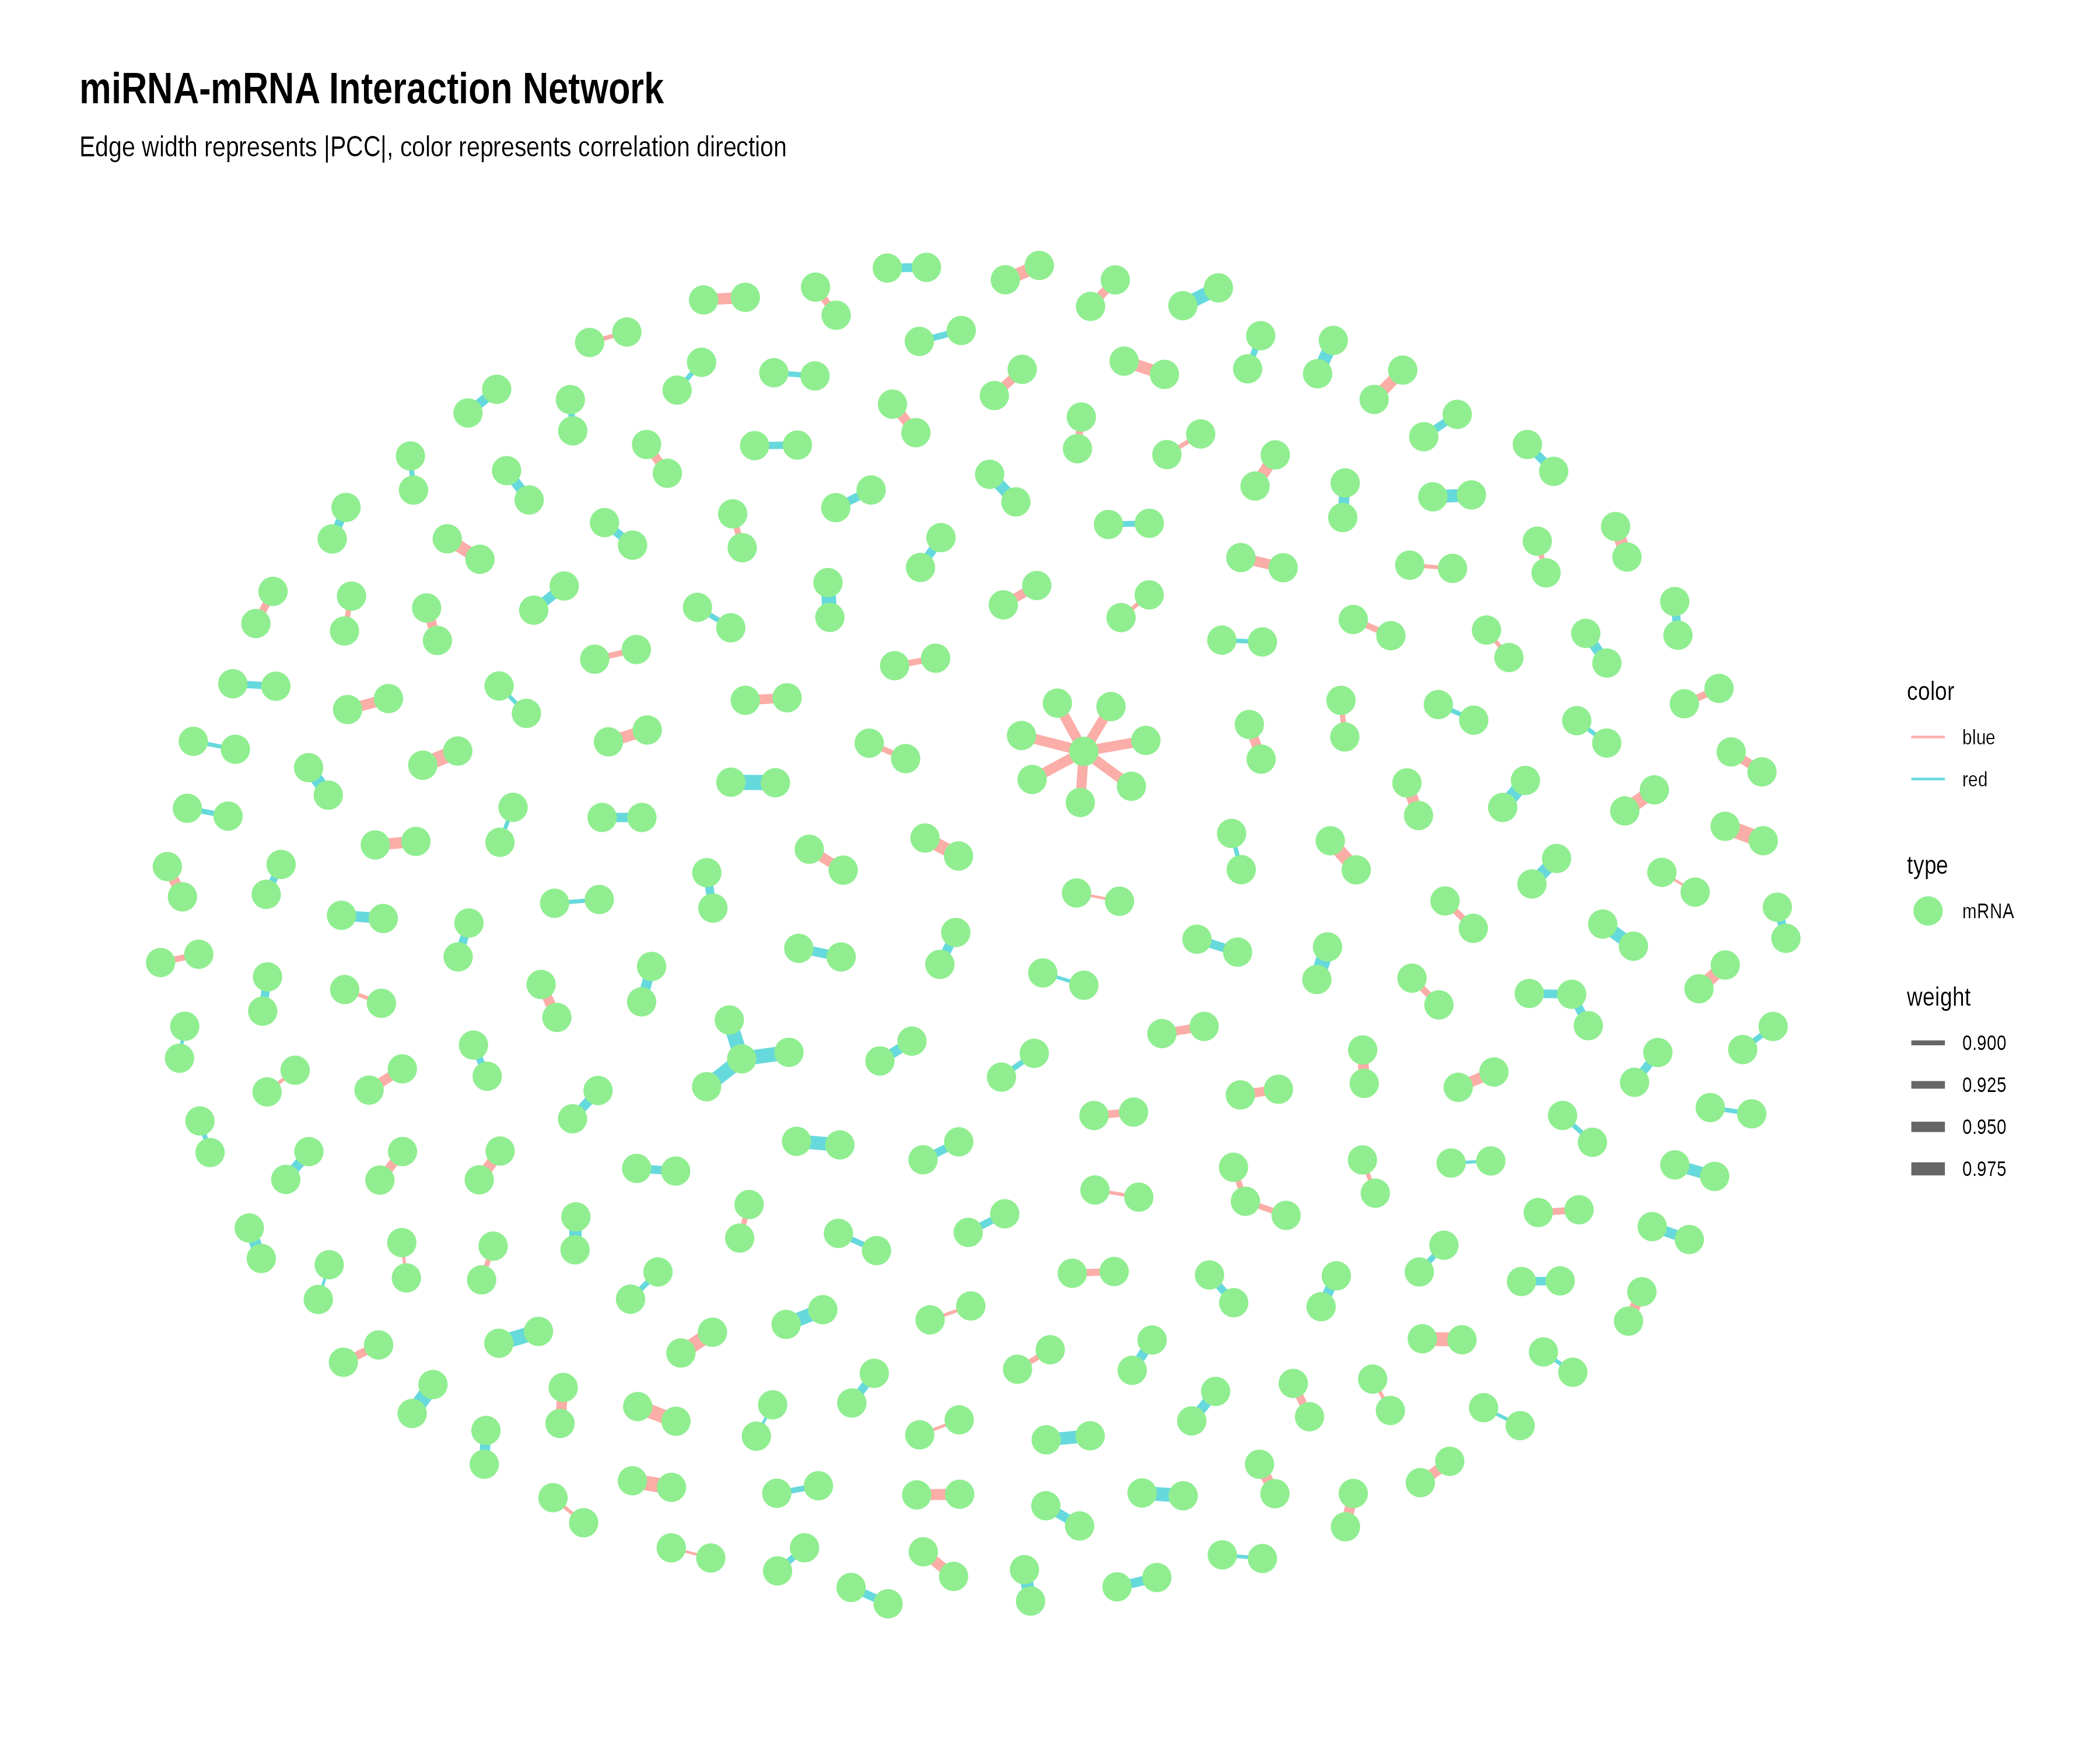 miRNA-mRNA Interaction Network
Edge width represents |PCC|, color represents correlation direction
color
blue
red
type
mRNA
weight
0.900
0.925
0.950
0.975